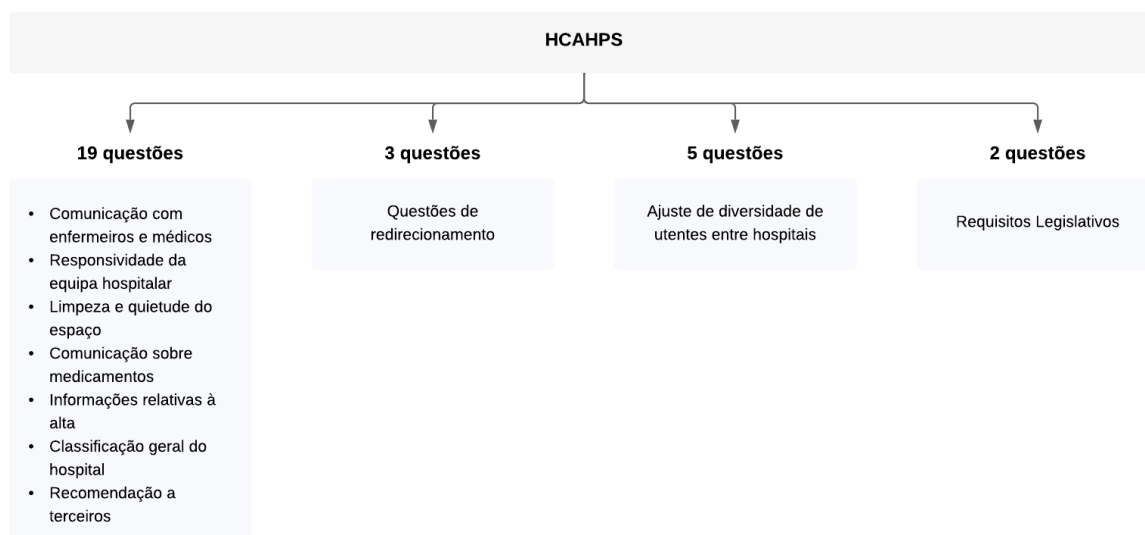 HCAHPS
19 questões
• Comunicação com
enfermeiros e médicos
• Responsividade da
equipa hospitalar
• Limpeza e quietude do
espaço
• Comunicação sobre
medicamentos
• Informações relativas à
alta
• Classificação geral do
hospital
• Recomendação a
terceiros
3 questões
Questões de
redirecionamento
5 questões
Ajuste de diversidade de
utentes entre hospitais
2 questões
Requisitos Legislativos